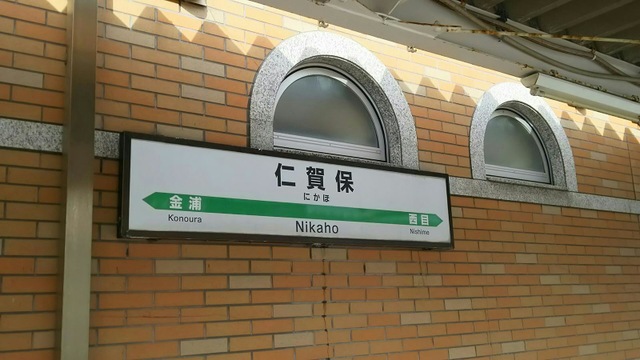 仁賀保
にかほ
金浦
西目
Konoura
Nikaho
Nishime